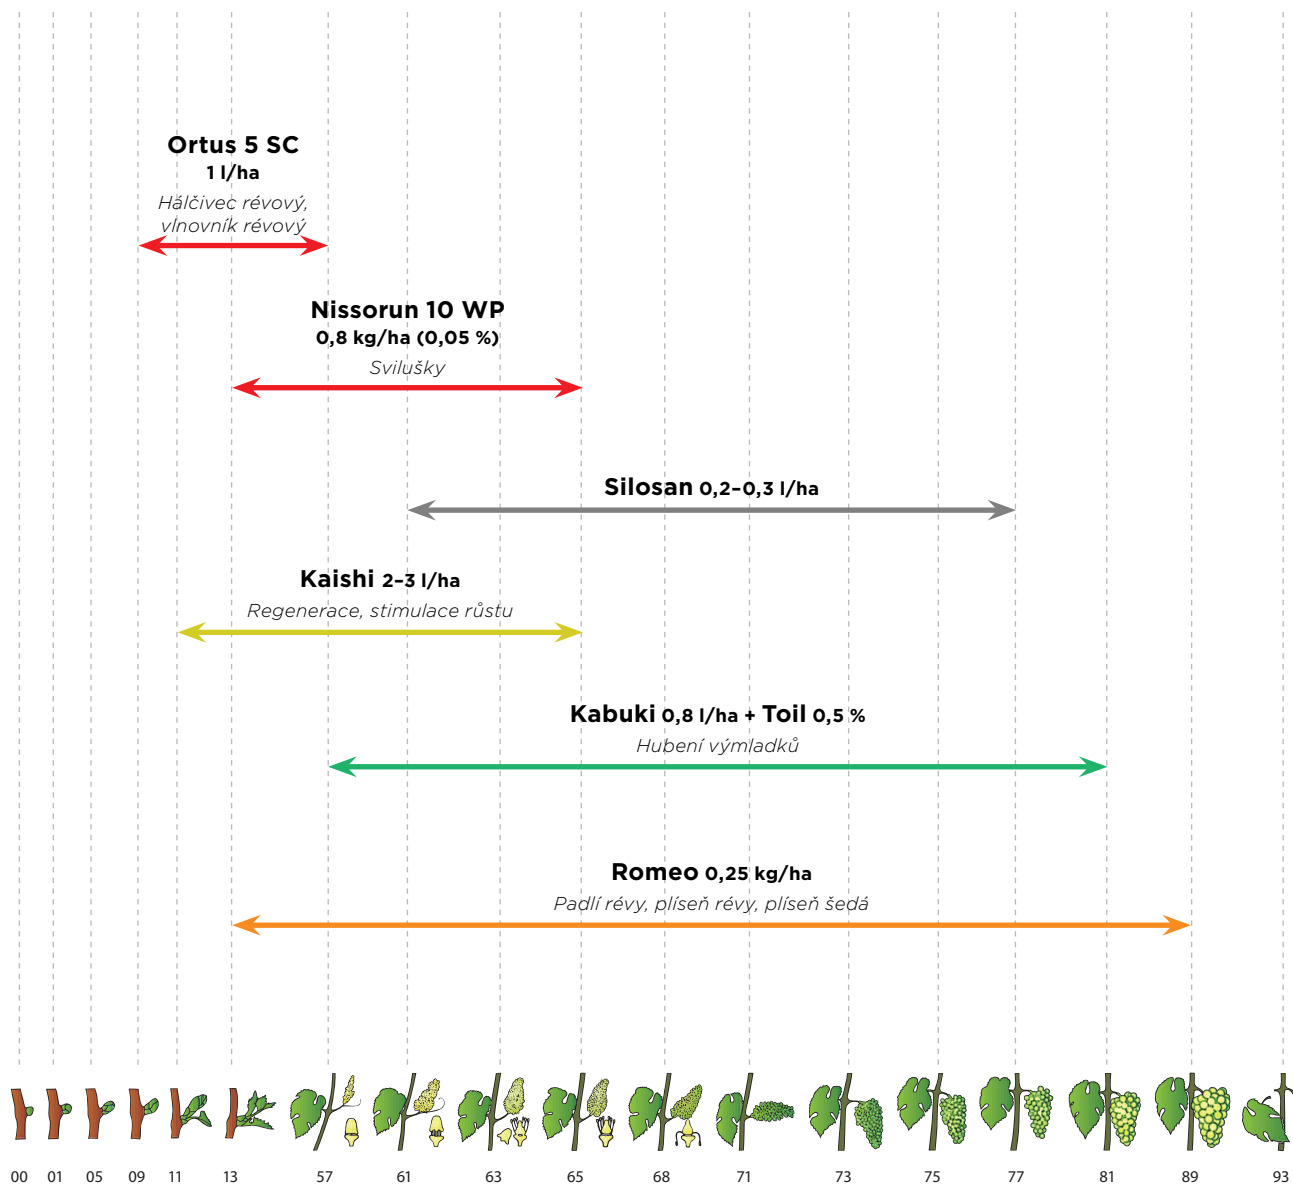 Ortus 5 SC
1 l/ha
Hálčivec révový,
vlnovník révový
Nissorun 10 WP
0,8 kg/ha (0,05 %)
Svilušky
Silosan 0,2–0,3 l/ha
Kaishi 2–3 l/ha
Regenerace, stimulace růstu
Kabuki 0,8 l/ha + Toil 0,5 %
Hubení výmladků
Romeo 0,25 kg/ha
Padlí révy, plíseň révy, plíseň šedá
00 01 05 09 11 13 57 61 63 65 68 71 73 75 77 81 89 93